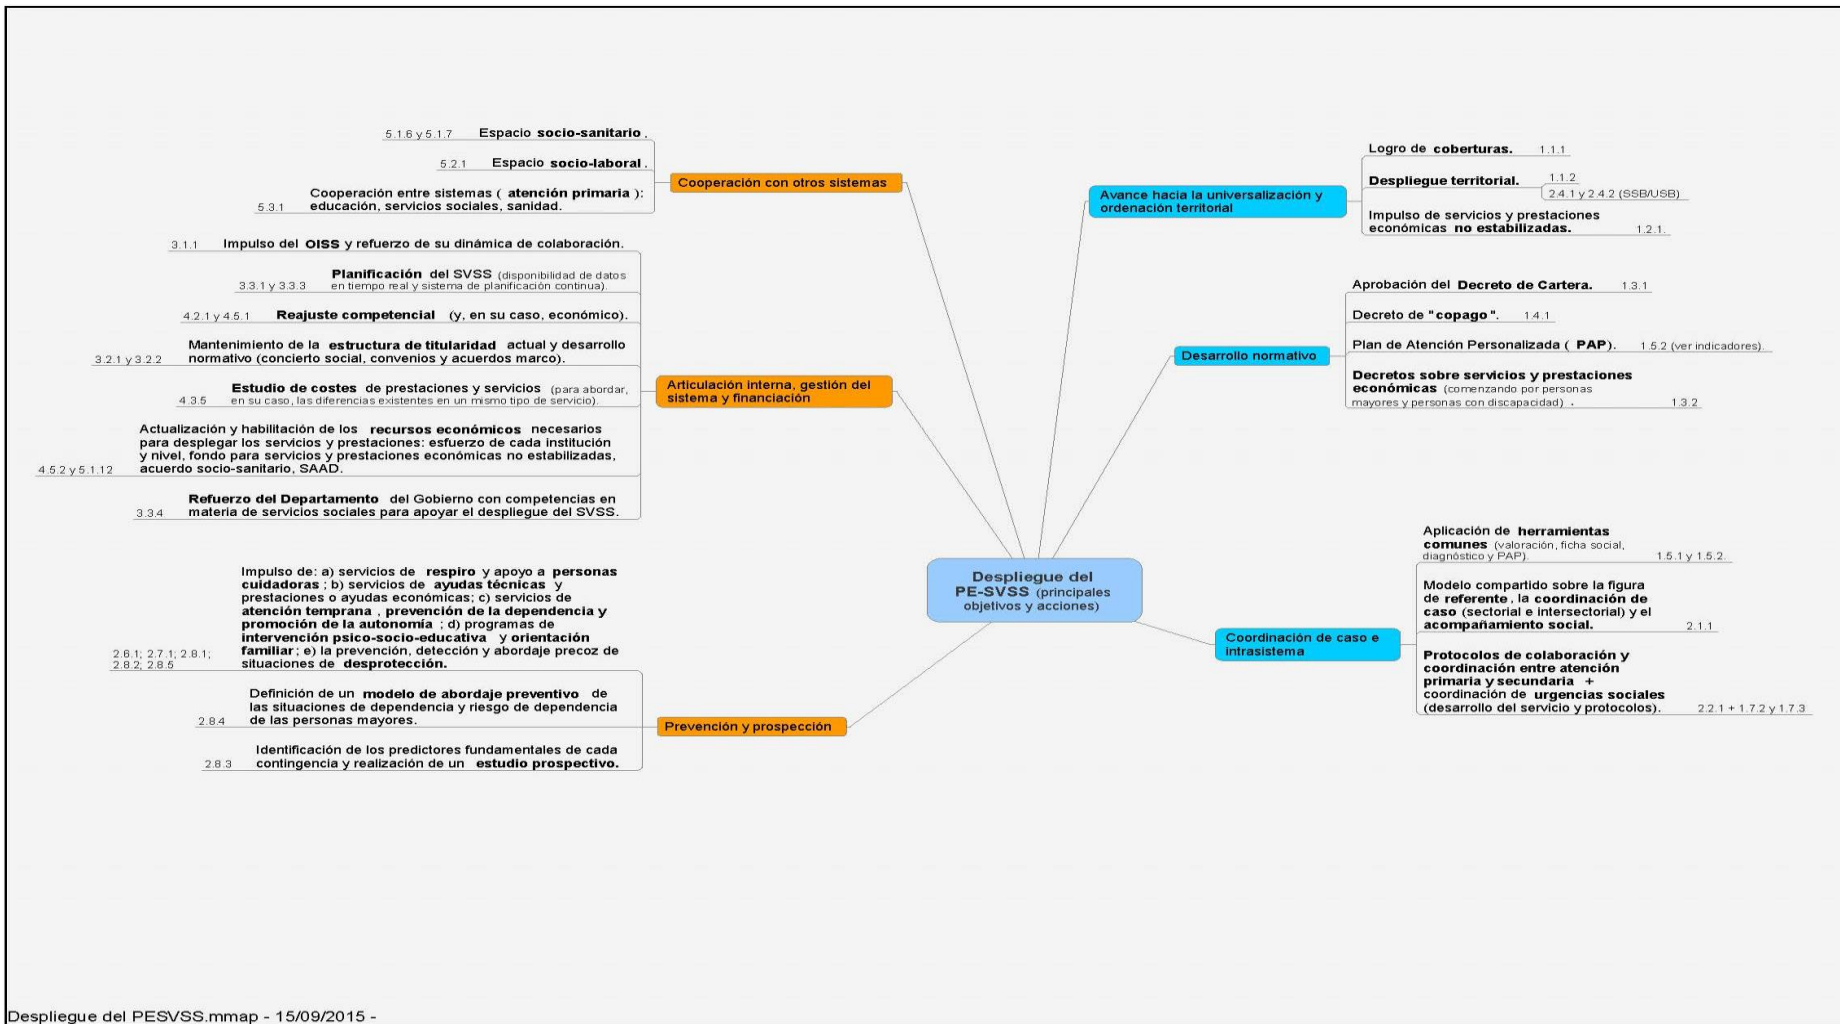 Despliegue del
PE-SVSS (principales
objetivos y acciones)
Avance hacia la universalización y
ordenación territorial
Logro de coberturas. 1.1.1
Despliegue territorial. 1.1.2
2.4.1 y 2.4.2 (SSB/USB)
Impulso de servicios y prestaciones
económicas no estabilizadas. 1.2.1.
Desarrollo normativo
Aprobación del Decreto de Cartera. 1.3.1
Decreto de "copago". 1.4.1
Plan de Atención Personalizada ( PAP). 1.5.2 (ver indicadores).
Decretos sobre servicios y prestaciones
económicas (comenzando por personas
mayores y personas con discapacidad) . 1.3.2
Coordinación de caso e
intrasistema
Aplicación de herramientas
comunes (valoración, ficha social,
diagnóstico y PAP). 1.5.1 y 1.5.2.
Modelo compartido sobre la figura
de referente, la coordinación de
caso (sectorial e intersectorial) y el
acompañamiento social. 2.1.1
Protocolos de colaboración y
coordinación entre atención
primaria y secundaria +
coordinación de urgencias sociales
(desarrollo del servicio y protocolos). 2.2.1 + 1.7.2 y 1.7.3
Cooperación con otros sistemas
5.1.6 y 5.1.7 Espacio socio-sanitario .
5.2.1 Espacio socio-laboral .
Cooperación entre sistemas ( atención primaria ):
5.3.1 educación, servicios sociales, sanidad.
Articulación interna, gestión del
sistema y financiación
3.1.1 Impulso del OISS y refuerzo de su dinámica de colaboración.
Planificación del SVSS (disponibilidad de datos
3.3.1 y 3.3.3 en tiempo real y sistema de planificación continua).
4.2.1 y 4.5.1 Reajuste competencial (y, en su caso, económico).
Mantenimiento de la estructura de titularidad actual y desarrollo
3.2.1 y 3.2.2 normativo (concierto social, convenios y acuerdos marco).
Estudio de costes de prestaciones y servicios (para abordar,
4.3.5 en su caso, las diferencias existentes en un mismo tipo de servicio).
Actualización y habilitación de los recursos económicos necesarios
para desplegar los servicios y prestaciones: esfuerzo de cada institución
y nivel, fondo para servicios y prestaciones económicas no estabilizadas,
4.5.2 y 5.1.12 acuerdo socio-sanitario, SAAD.
Refuerzo del Departamento del Gobierno con competencias en
3.3.4 materia de servicios sociales para apoyar el despliegue del SVSS.
Prevención y prospección
Impulso de: a) servicios de respiro y apoyo a personas
cuidadoras ; b) servicios de ayudas técnicas y
prestaciones o ayudas económicas; c) servicios de
atención temprana , prevención de la dependencia y
promoción de la autonomía ; d) programas de
intervención psico-socio-educativa y orientación
2.6.1; 2.7.1; 2.8.1; familiar; e) la prevención, detección y abordaje precoz de
2.8.2; 2.8.5 situaciones de desprotección.
Definición de un modelo de abordaje preventivo de
las situaciones de dependencia y riesgo de dependencia
2.8.4 de las personas mayores.
Identificación de los predictores fundamentales de cada
2.8.3 contingencia y realización de un estudio prospectivo.
Despliegue del PESVSS.mmap - 15/09/2015 -